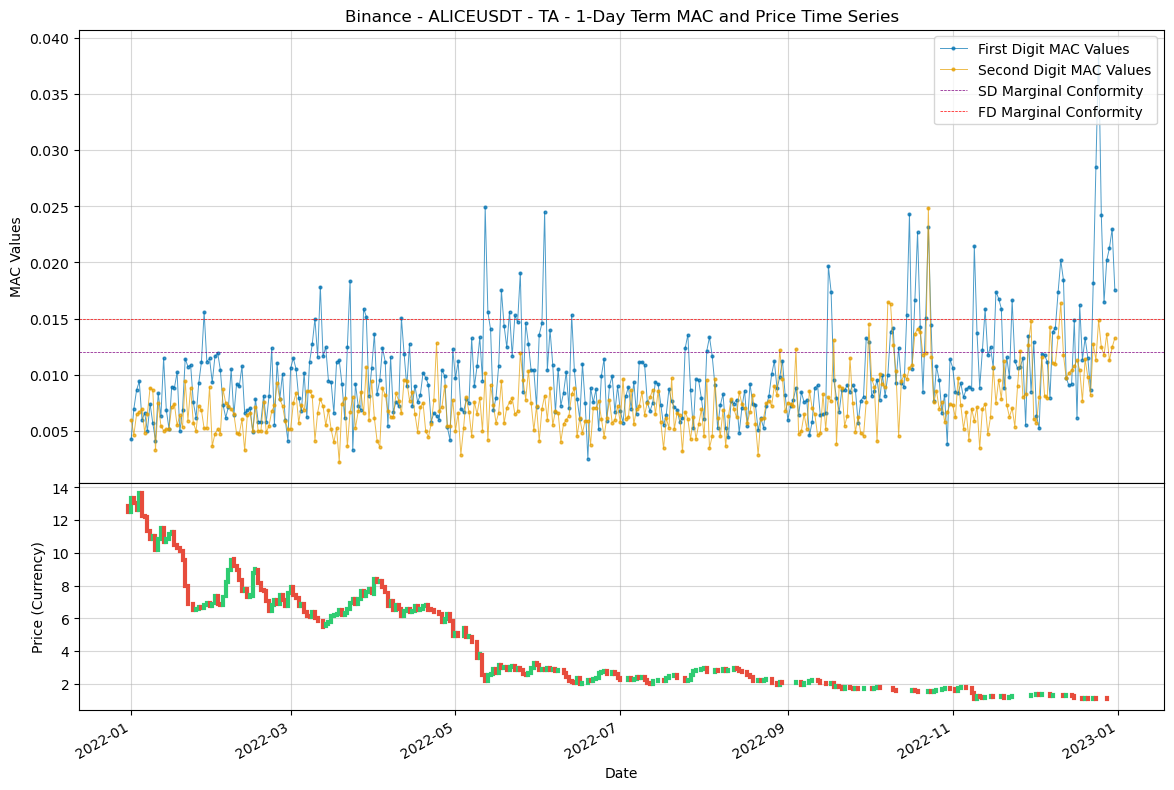 Binance - ALICEUSDT - TA - 1-Day Term MAC and Price Time Series
0.040
0.035
0.030
0.025
0.020
0.015
0.010
0.005
MAC Values
First Digit MAC Values
Second Digit MAC Values
SD Marginal Conformity
FD Marginal Conformity
14
12
10
8
6
4
2
Price (Currency)
2022-01
2022-03
2022-05
2022-07
2022-09
2022-11
2023-01
Date